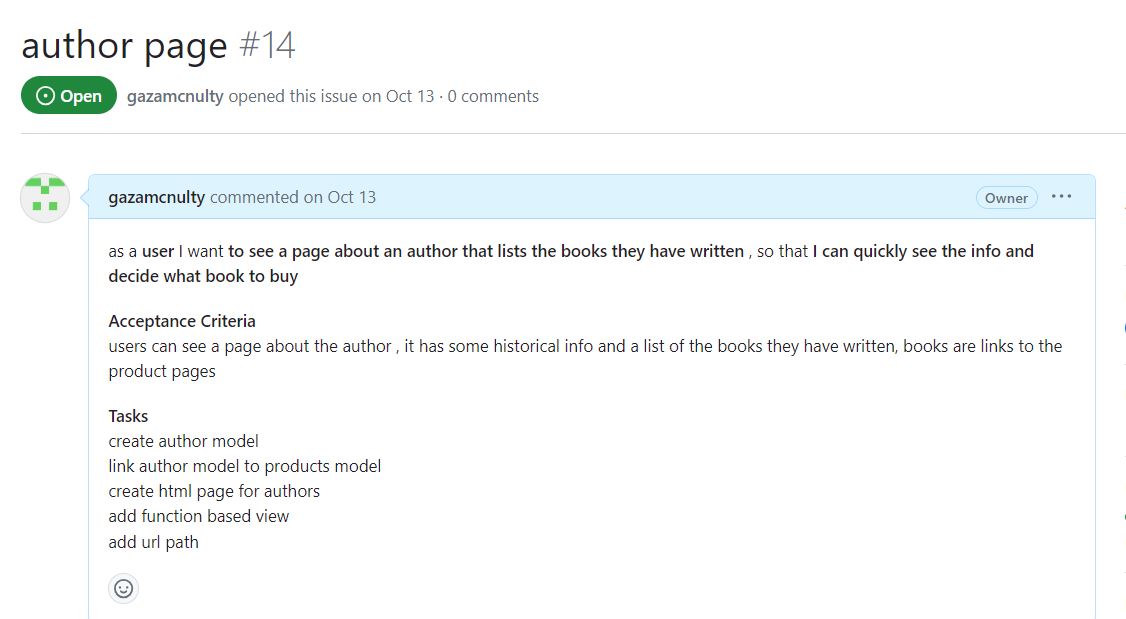 author page #14
Open gazamcnulty opened this issue on Oct 13 · 0 comments
gazamcnulty commented on Oct 13 Owner ...
as a user I want to see a page about an author that lists the books they have written , so that I can quickly see the info and
decide what book to buy
Acceptance Criteria
users can see a page about the author , it has some historical info and a list of the books they have written, books are links to the
product pages
Tasks
create author model
link author model to products model
create html page for authors
add function based view
add url path